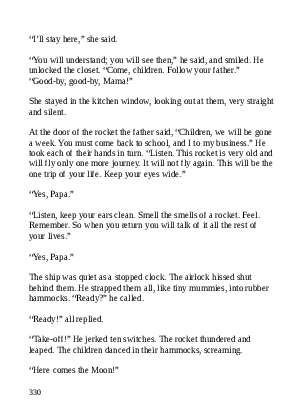 “I’ll stay here,” she said.
“You will understand; you will see then,” he said, and smiled. He
unlocked the closet. “Come, children. Follow your father.”
“Good-by, good-by, Mama!”
She stayed in the kitchen window, looking out at them, very straight
and silent.
At the door of the rocket the father said, “Children, we will be gone
a week. You must come back to school, and I to my business.” He
took each of their hands in turn. “Listen. This rocket is very old and
will fly only one more journey. It will not fly again. This will be the
one trip of your life. Keep your eyes wide.”
“Yes, Papa.”
“Listen, keep your ears clean. Smell the smells of a rocket. Feel.
Remember. So when you return you will talk of it all the rest of
your lives.”
“Yes, Papa.”
The ship was quiet as a stopped clock. The airlock hissed shut
behind them. He strapped them all, like tiny mummies, into rubber
hammocks. “Ready?” he called.
“Ready!” all replied.
“Take-off!” He jerked ten switches. The rocket thundered and
leaped. The children danced in their hammocks, screaming.
“Here comes the Moon!”
330